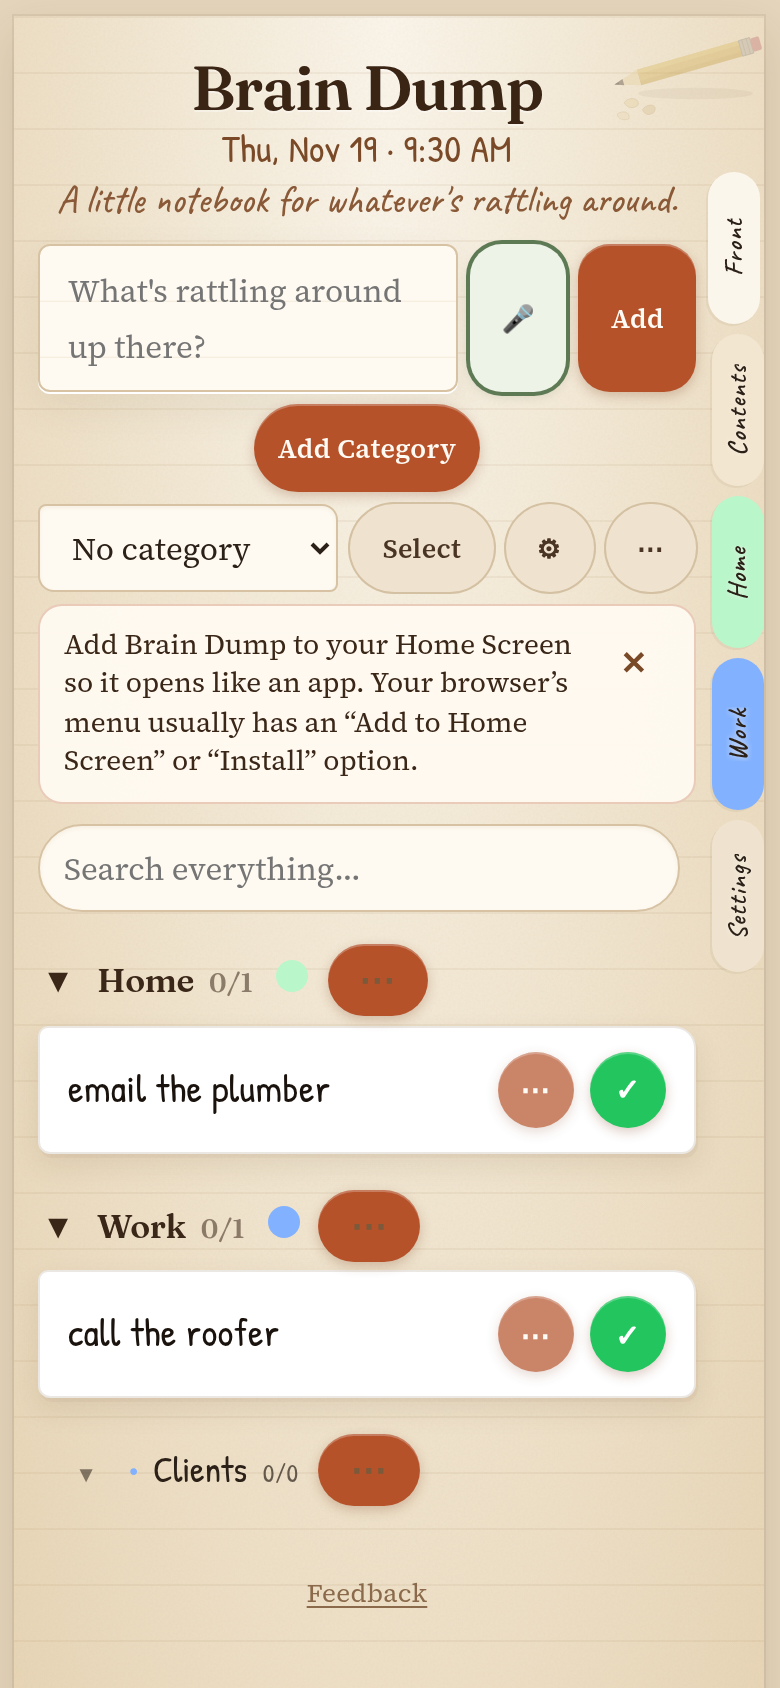 Brain Dump
Thu, Nov 19 · 9:30 AM
A little notebook for whatever's rattling around.
What's rattling around
up there?
Add
Add Category
No category
Select
⚙
...
Add Brain Dump to your Home Screen
so it opens like an app. Your browser’s
menu usually has an “Add to Home
Screen” or “Install” option.
✕
Search everything...
▼ Home 0/1 ...
email the plumber
... ✓
▼ Work 0/1 ...
call the roofer
... ✓
▼ • Clients 0/0 ...
Feedback
Front
Contents
Home
Work
Settings